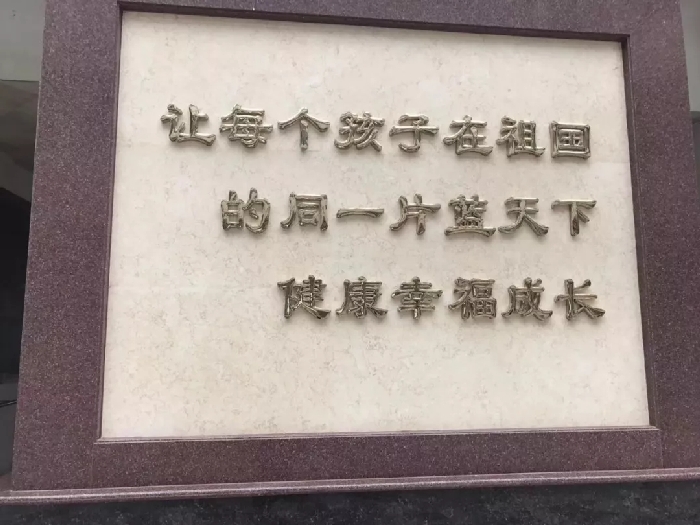 让每个孩子在祖国
的同一片蓝天下
健康幸福成长